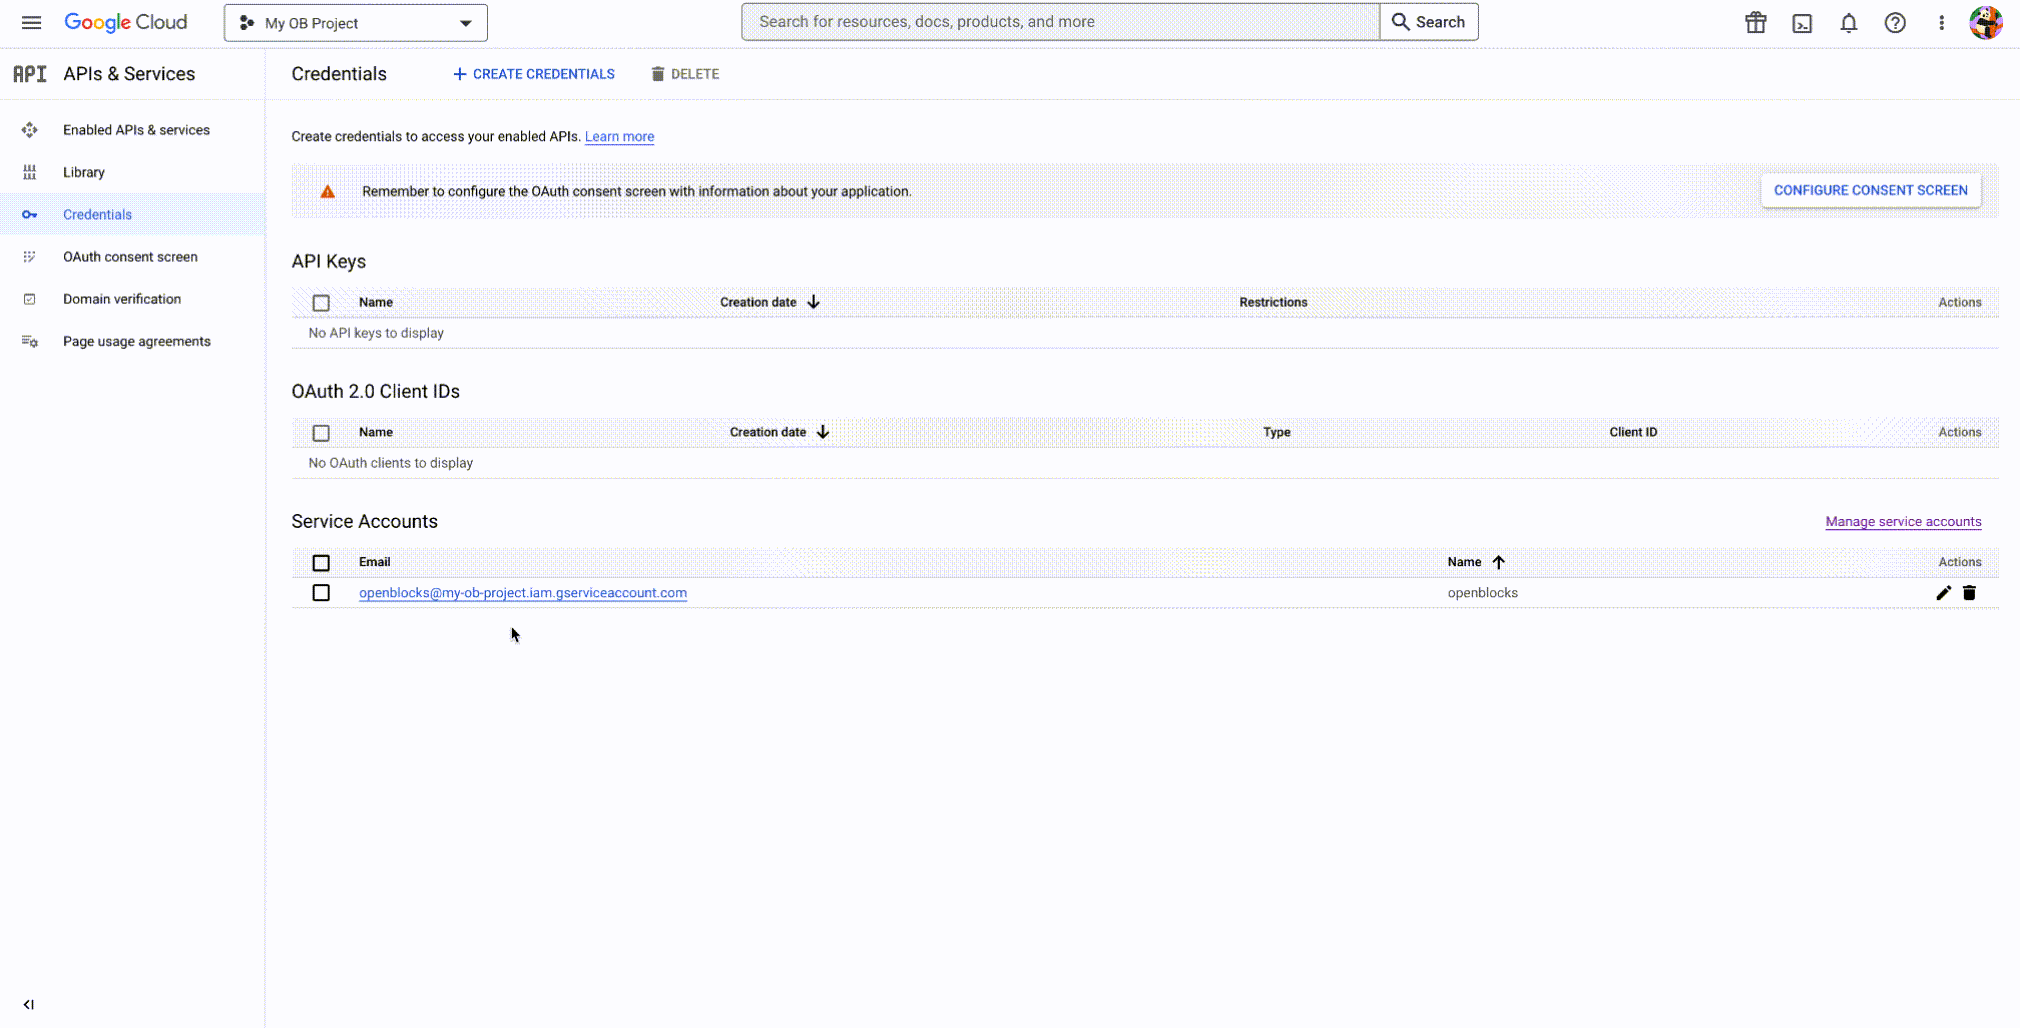 Google Cloud
My OB Project
Search for resources, docs, products, and more
Search
API
APIs & Services
Credentials
CREATE CREDENTIALS
DELETE
Enabled APIs & services
Library
Credentials
OAuth consent screen
Domain verification
Page usage agreements
Create credentials to access your enabled APIs. Learn more
Remember to configure the OAuth consent screen with information about your application.
CONFIGURE CONSENT SCREEN
API Keys
Name Creation date Restrictions Actions
No API keys to display
OAuth 2.0 Client IDs
Name Creation date Type Client ID Actions
No OAuth clients to display
Service Accounts
Manage service accounts
Email Name Actions
openblocks@my-ob-project.iam.gserviceaccount.com openblocks